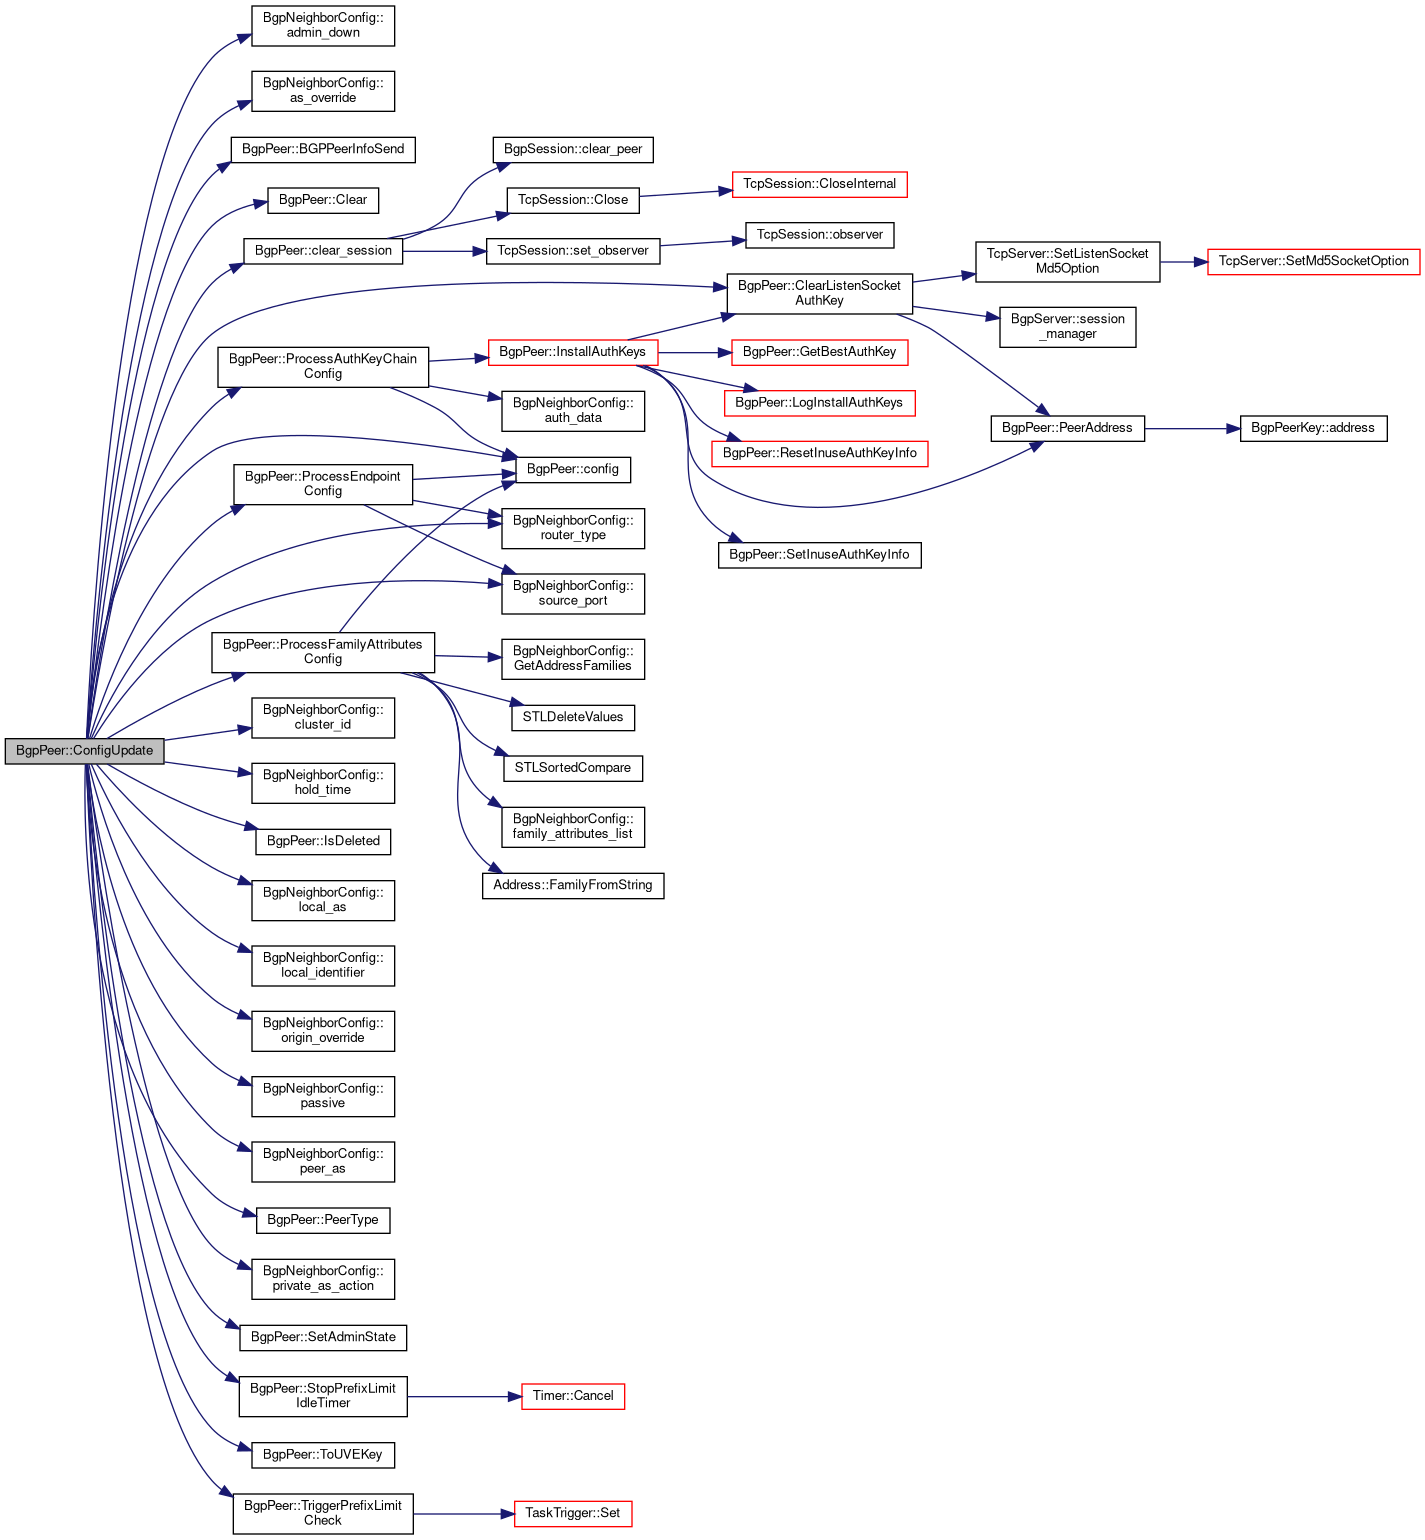 BgpNeighborConfig::
admin_down
BgpNeighborConfig::
as_override
BgpPeer::BGPPeerInfoSend
BgpPeer::Clear
BgpPeer::clear_session
BgpSession::clear_peer
TcpSession::Close
TcpSession::CloseInternal
TcpSession::set_observer
TcpSession::observer
BgpPeer::ClearListenSocket
AuthKey
TcpServer::SetListenSocket
Md5Option
TcpServer::SetMd5SocketOption
BgpServer::session
_manager
BgpPeer::PeerAddress
BgpPeerKey::address
BgpPeer::ProcessAuthKeyChain
Config
BgpPeer::InstallAuthKeys
BgpPeer::GetBestAuthKey
BgpPeer::LogInstallAuthKeys
BgpPeer::ResetInuseAuthKeyInfo
BgpPeer::SetInuseAuthKeyInfo
BgpNeighborConfig::
auth_data
BgpPeer::config
BgpPeer::ProcessEndpoint
Config
BgpNeighborConfig::
router_type
BgpNeighborConfig::
source_port
BgpPeer::ProcessFamilyAttributes
Config
BgpNeighborConfig::
GetAddressFamilies
STLDeleteValues
STLSortedCompare
BgpNeighborConfig::
family_attributes_list
Address::FamilyFromString
BgpPeer::ConfigUpdate
BgpNeighborConfig::
cluster_id
BgpNeighborConfig::
hold_time
BgpPeer::IsDeleted
BgpNeighborConfig::
local_as
BgpNeighborConfig::
local_identifier
BgpNeighborConfig::
origin_override
BgpNeighborConfig::
passive
BgpNeighborConfig::
peer_as
BgpPeer::PeerType
BgpNeighborConfig::
private_as_action
BgpPeer::SetAdminState
BgpPeer::StopPrefixLimit
IdleTimer
Timer::Cancel
BgpPeer::ToUVEKey
BgpPeer::TriggerPrefixLimit
Check
TaskTrigger::Set